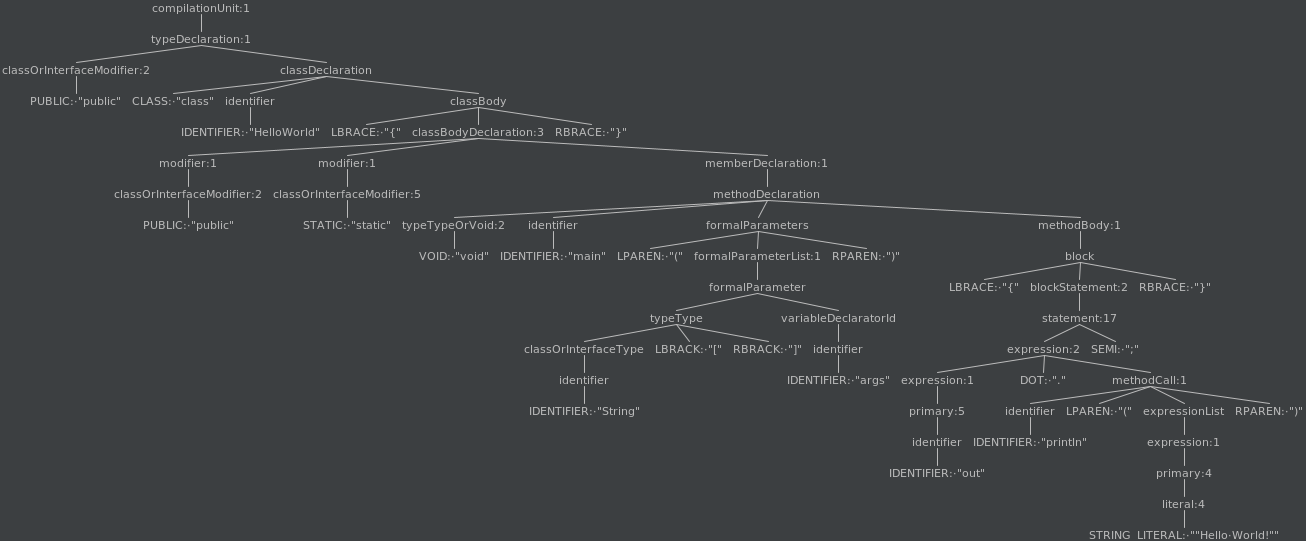 compilationUnit:1
typeDeclaration:1
classOrInterfaceModifier:2 classDeclaration
PUBLIC:·"public" CLASS:·"class" identifier classBody
IDENTIFIER:·"HelloWorld" LBRACE:·"{" classBodyDeclaration:3 RBRACE:·"}"
modifier:1 modifier:1 memberDeclaration:1
classOrInterfaceModifier:2 classOrInterfaceModifier:5 methodDeclaration
PUBLIC:·"public" STATIC:·"static" typeTypeOrVoid:2 identifier formalParameters methodBody:1
VOID:·"void" IDENTIFIER:·"main" LPAREN:·"(" formalParameterList:1 RPAREN:·")" block
formalParameter LBRACE:·"{" blockStatement:2 RBRACE:·"}"
typeType variableDeclaratorId statement:17
classOrInterfaceType LBRACK:·"[" RBRACK:·"]" identifier expression:2 SEMI:·";"
identifier IDENTIFIER:·"args" expression:1 DOT:·"." methodCall:1
IDENTIFIER:·"String" primary:5 identifier LPAREN:·"(" expressionList RPAREN:·")"
identifier IDENTIFIER:·"println" expression:1
IDENTIFIER:·"out" primary:4
literal:4
STRING_LITERAL:·""Hello·World!""